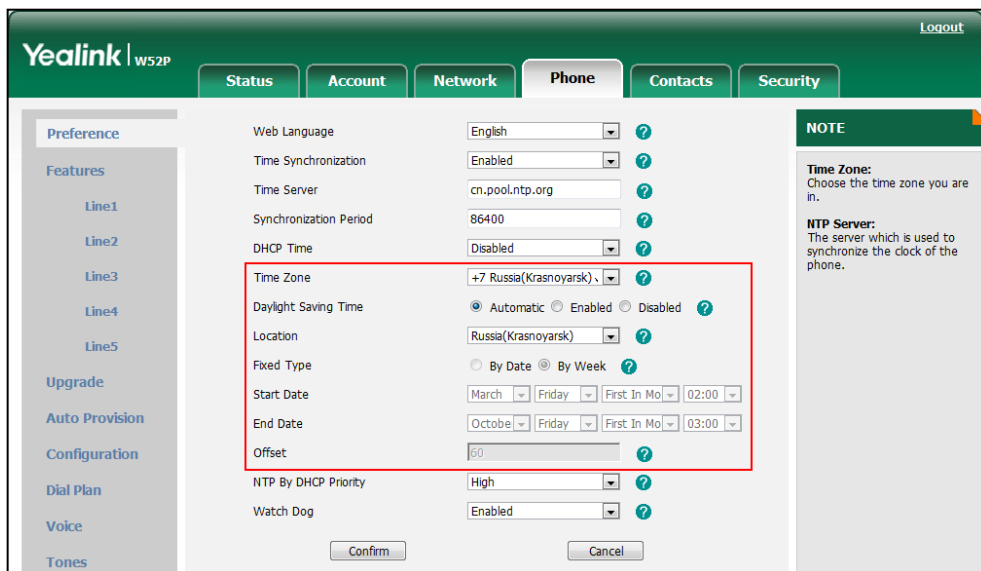 Logout
Yealink | W52P
Status Account Network Phone Contacts Security
Preference
Features
Line1
Line2
Line3
Line4
Line5
Upgrade
Auto Provision
Configuration
Dial Plan
Voice
Tones
Web Language English ?
Time Synchronization Enabled ?
Time Server cn.pool.ntp.org ?
Synchronization Period 86400 ?
DHCP Time Disabled ?
Time Zone +7 Russia(Krasnoyarsk)、 ?
Daylight Saving Time Automatic Enabled Disabled ?
Location Russia(Krasnoyarsk) ?
Fixed Type By Date By Week ?
Start Date March Friday First In Mo 02:00
End Date Octobe Friday First In Mo 03:00
Offset 60 ?
NTP By DHCP Priority High ?
Watch Dog Enabled ?
Confirm Cancel
NOTE
Time Zone:
Choose the time zone you are
in.
NTP Server:
The server which is used to
synchronize the clock of the
phone.